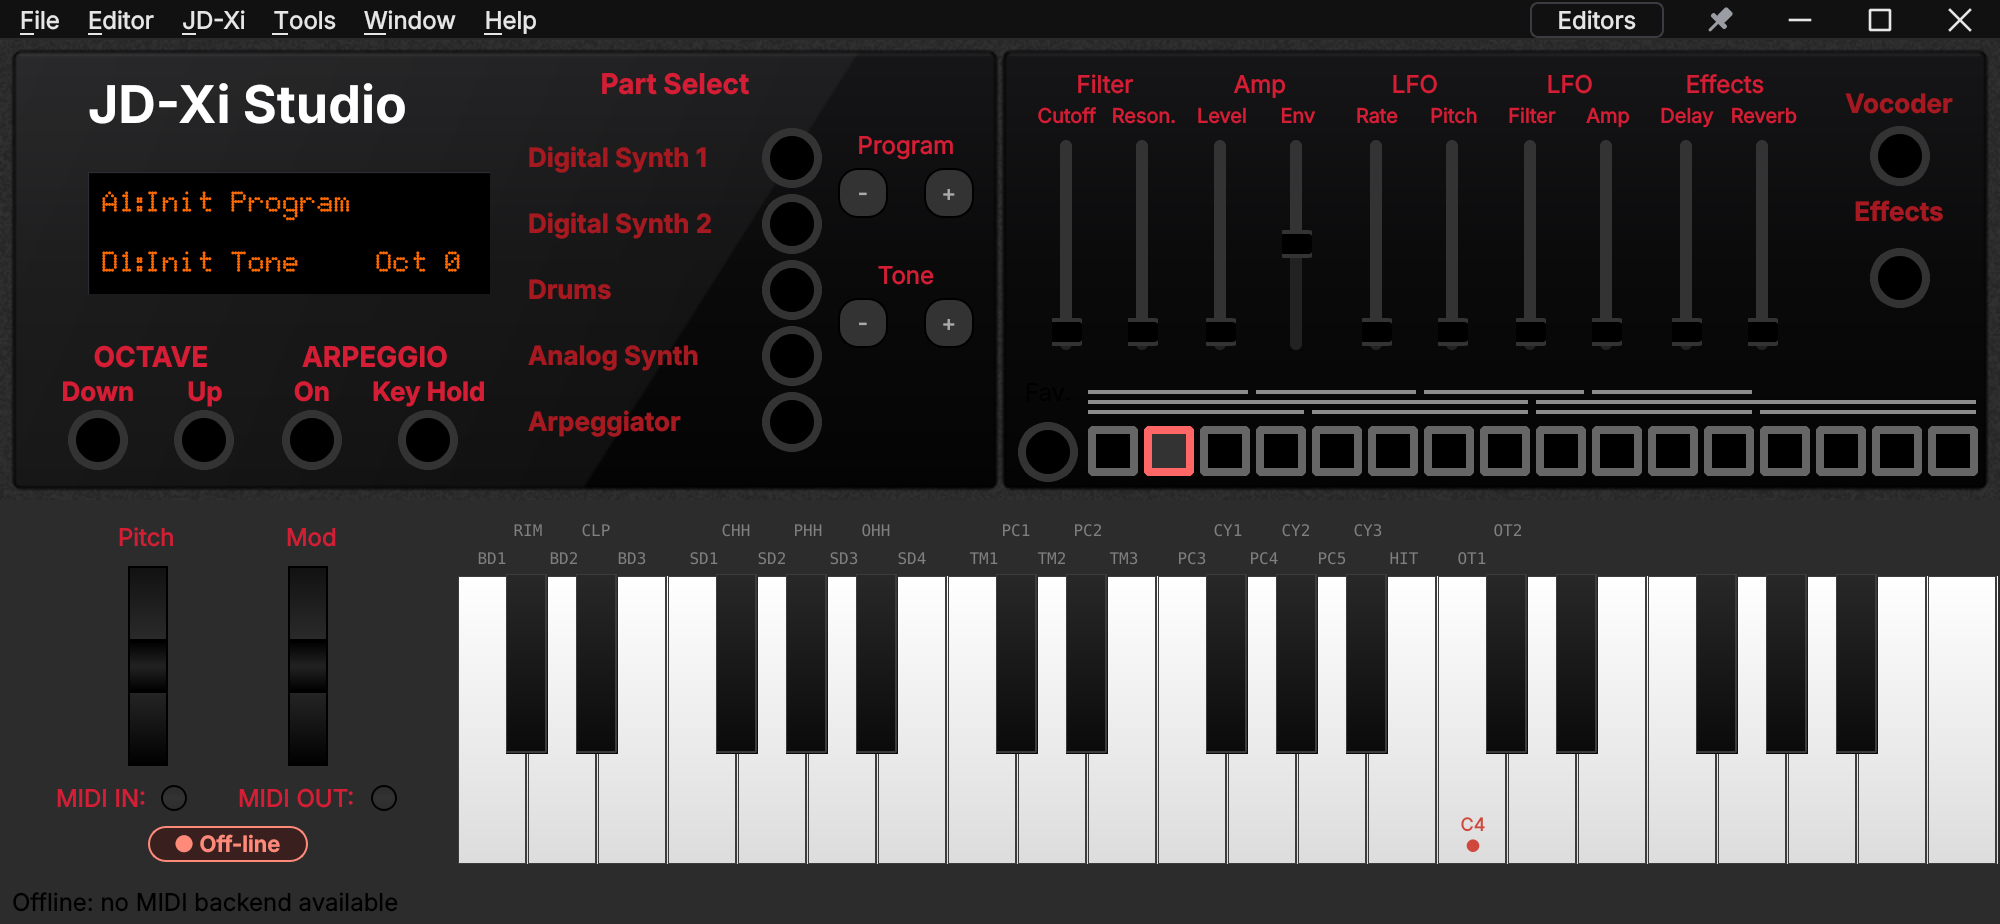 File Editor JD-Xi Tools Window Help Editors
JD-Xi Studio
A1:Init Program
D1:Init Tone Oct 0
OCTAVE ARPEGGIO
Down Up On Key Hold
Part Select
Digital Synth 1
Digital Synth 2
Drums
Analog Synth
Arpeggiator
Program
- +
Tone
- +
Filter Amp LFO LFO Effects
Cutoff Reson. Level Env Rate Pitch Filter Amp Delay Reverb
Vocoder
Effects
Fav.
Pitch Mod
MIDI IN: MIDI OUT:
Off-line
RIM CLP CHH PHH OHH PC1 PC2 CY1 CY2 CY3 OT2
BD1 BD2 BD3 SD1 SD2 SD3 SD4 TM1 TM2 TM3 PC3 PC4 PC5 HIT OT1
C4
Offline: no MIDI backend available